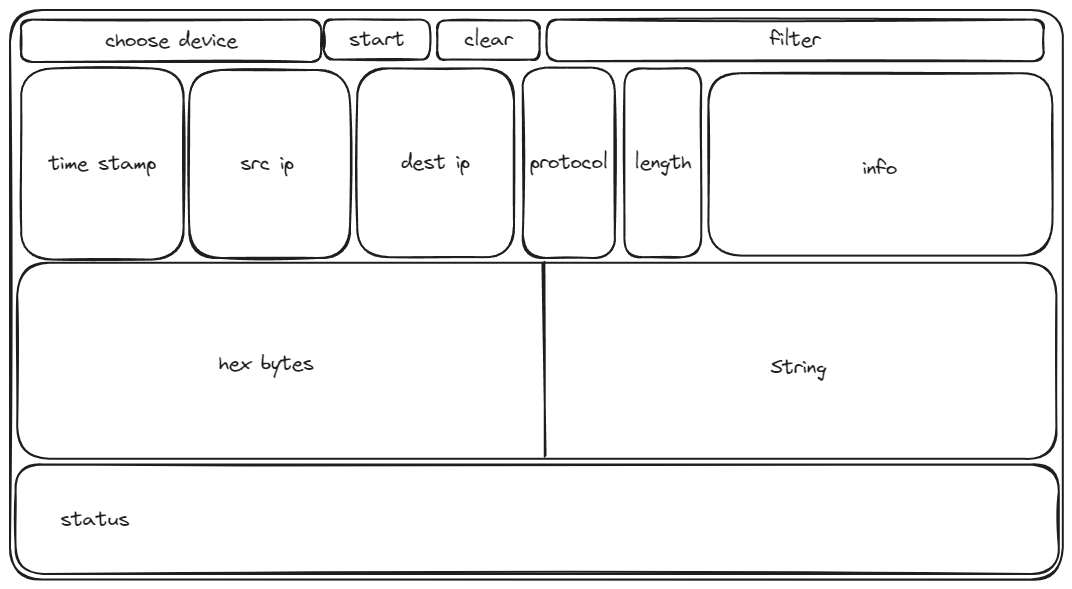 choose device
start
clear
filter
time stamp
src ip
dest ip
protocol
length
info
hex bytes
String
status